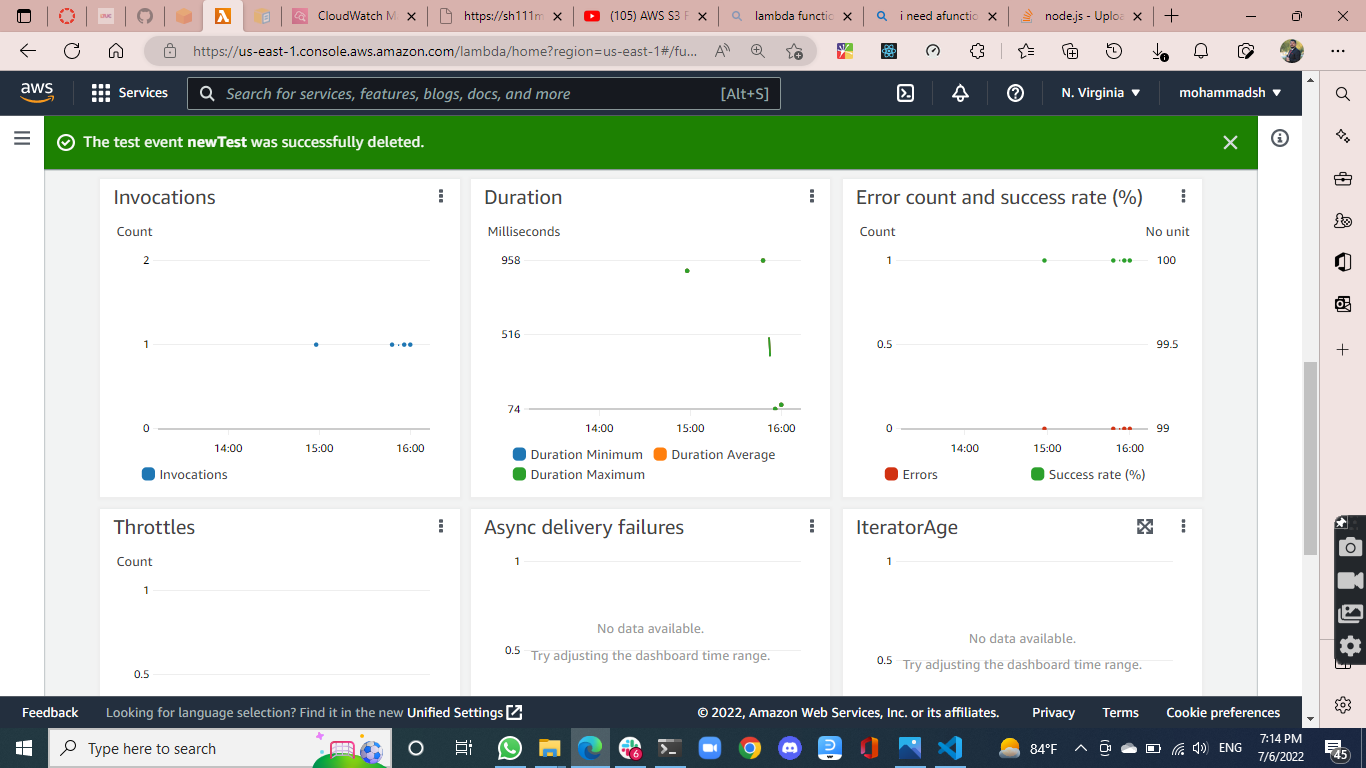 CloudWatch M
https://sh111m
(105) AWS S3 F
lambda functio
i need afunctio
node.js - Uploa
https://us-east-1.console.aws.amazon.com/lambda/home?region=us-east-1#/fu...
aws
Services
Search for services, features, blogs, docs, and more
[Alt+S]
N. Virginia
mohammadsh
The test event newTest was successfully deleted.
Invocations
Count
2
1
0
14:00 15:00 16:00
Invocations
Duration
Milliseconds
958
516
74
14:00 15:00 16:00
Duration Minimum Duration Average
Duration Maximum
Error count and success rate (%)
Count No unit
1 100
0.5 99.5
0 99
14:00 15:00 16:00
Errors Success rate (%)
Throttles
Count
1
0.5
Async delivery failures
1
No data available.
0.5 Try adjusting the dashboard time range.
IteratorAge
1
No data available.
0.5 Try adjusting the dashboard time range.
Feedback
Looking for language selection? Find it in the new Unified Settings
© 2022, Amazon Web Services, Inc. or its affiliates.
Privacy
Terms
Cookie preferences
Type here to search
6
84°F
ENG
7:14 PM
7/6/2022
45